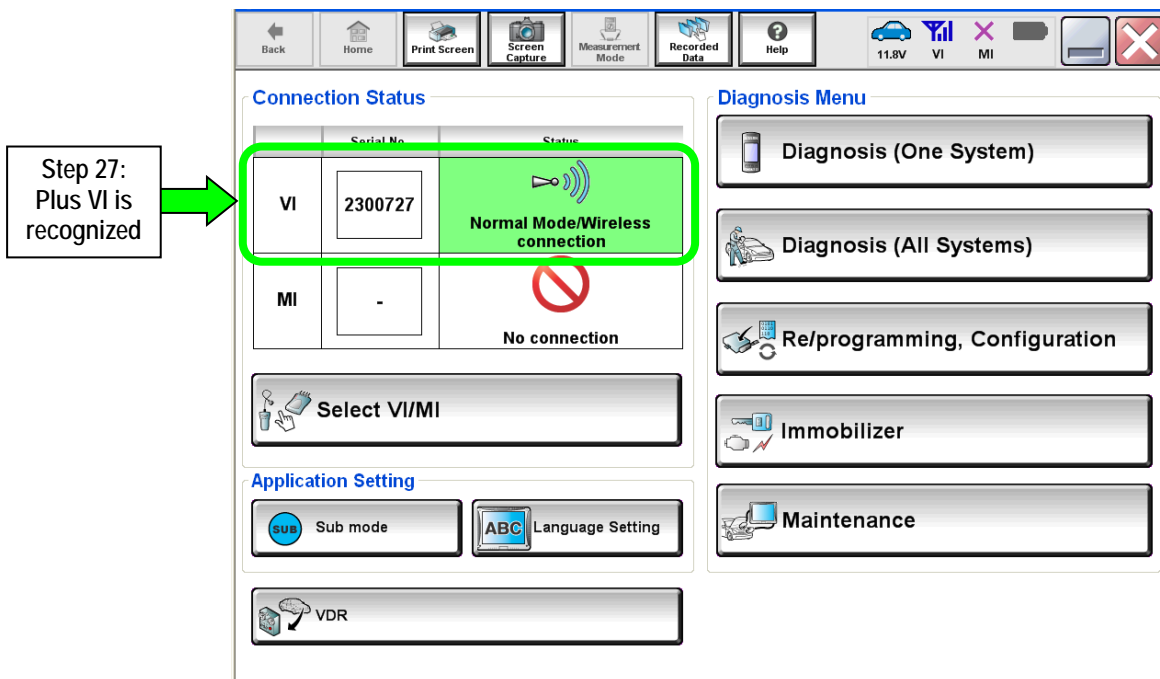 Back
Home
Print Screen
Screen
Capture
Measurement
Mode
Recorded
Data
Help
11.8V
VI
MI
Connection Status
Serial No.
Status
VI
2300727
Normal Mode/Wireless
connection
MI
-
No connection
Select VI/MI
Application Setting
SUB
Sub mode
ABC
Language Setting
VDR
Diagnosis Menu
Diagnosis (One System)
Diagnosis (All Systems)
Re/programming, Configuration
Immobilizer
Maintenance
Step 27:
Plus VI is
recognized